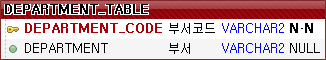 DEPARTMENT_TABLE
DEPARTMENT_CODE 부서코드 VARCHAR2 N-N
DEPARTMENT 부서 VARCHAR2 NULL